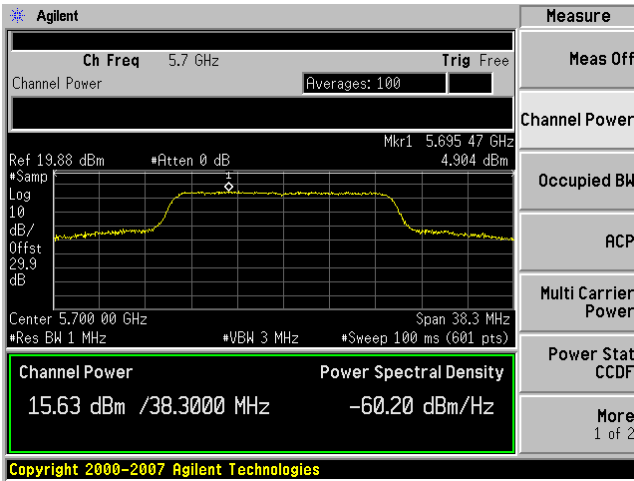 Agilent
Measure
Ch Freq 5.7 GHz Trig Free
Channel Power Averages: 100
Mkr1 5.695 47 GHz
Ref 19.88 dBm #Atten 0 dB 4.904 dBm
#Samp
Log
10
dB/
Offst
29.9
dB
1
Center 5.700 00 GHz Span 38.3 MHz
#Res BW 1 MHz #VBW 3 MHz #Sweep 100 ms (601 pts)
Channel Power Power Spectral Density
15.63 dBm /38.3000 MHz -60.20 dBm/Hz
Copyright 2000-2007 Agilent Technologies
Meas Off
Channel Power
Occupied BW
ACP
Multi Carrier
Power
Power Stat
CCDF
More
1 of 2